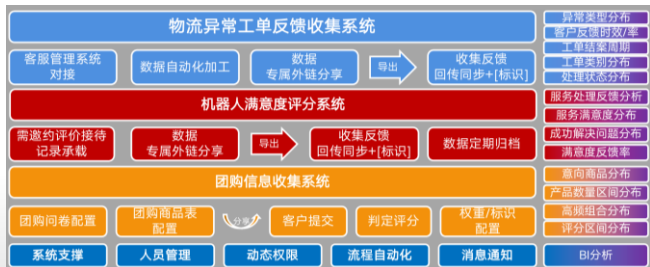 物流异常工单反馈收集系统
客服管理系统
对接
数据自动化加工
数据
专属外链分享
导出
收集反馈
回传同步+[标识]
机器人满意度评分系统
需邀约评价接待
记录承载
数据
专属外链分享
导出
收集反馈
回传同步+[标识]
数据定期归档
团购信息收集系统
团购问卷配置
团购商品表
配置
分享
客户提交
判定评分
权重/标识
配置
系统支撑
人员管理
动态权限
流程自动化
消息通知
异常类型分布
客户反馈时效/率
工单结案周期
工单类别分布
处理状态分布
服务处理反馈分析
服务满意度分布
成功解决问题分布
满意度反馈率
意向商品分布
产品数量区间分布
高频组合分布
评分区间分布
BI分析